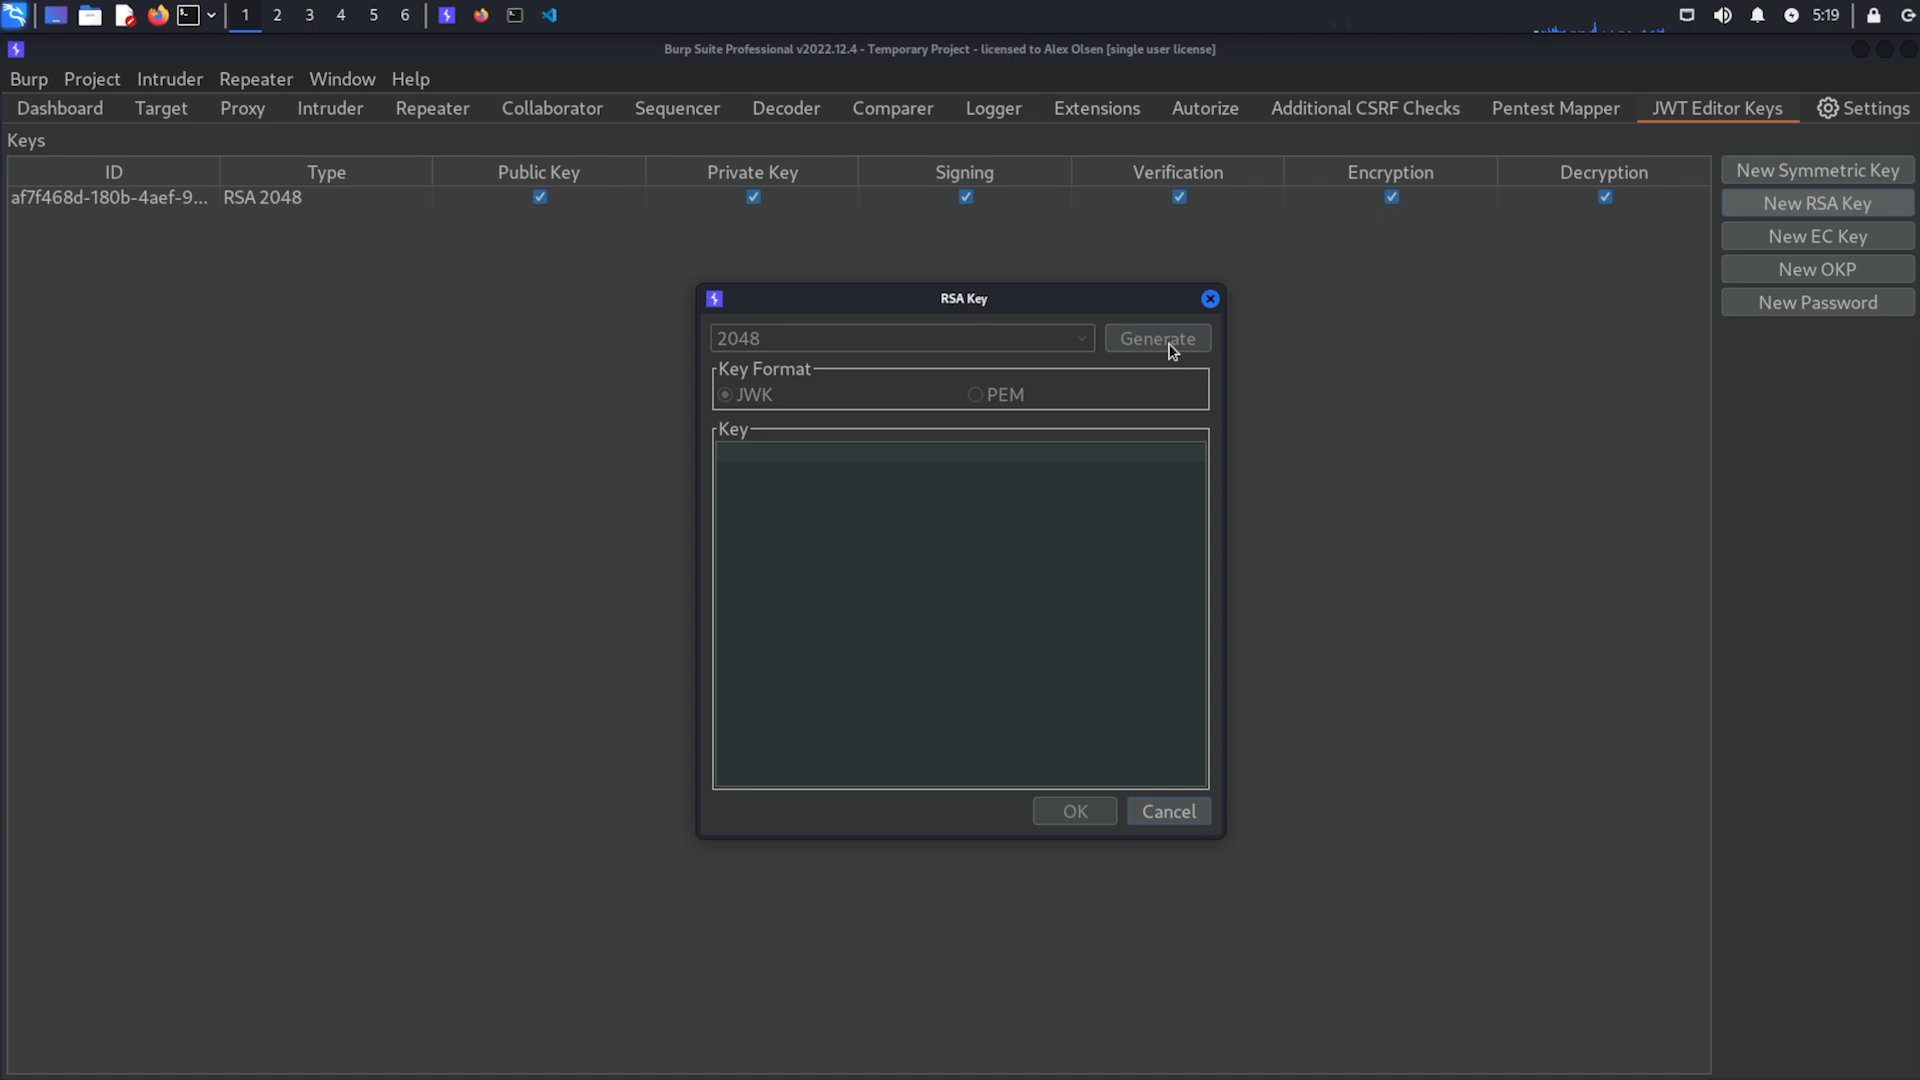 1 2 3 4 5 6 5:19
Burp Suite Professional v2022.12.4 - Temporary Project - licensed to Alex Olsen [single user license]
Burp Project Intruder Repeater Window Help
Dashboard Target Proxy Intruder Repeater Collaborator Sequencer Decoder Comparer Logger Extensions Autorize Additional CSRF Checks Pentest Mapper JWT Editor Keys Settings
Keys
ID Type Public Key Private Key Signing Verification Encryption Decryption
af7f468d-180b-4aef-9... RSA 2048
New Symmetric Key
New RSA Key
New EC Key
New OKP
New Password
RSA Key
2048 Generate
Key Format
JWK PEM
Key
OK Cancel